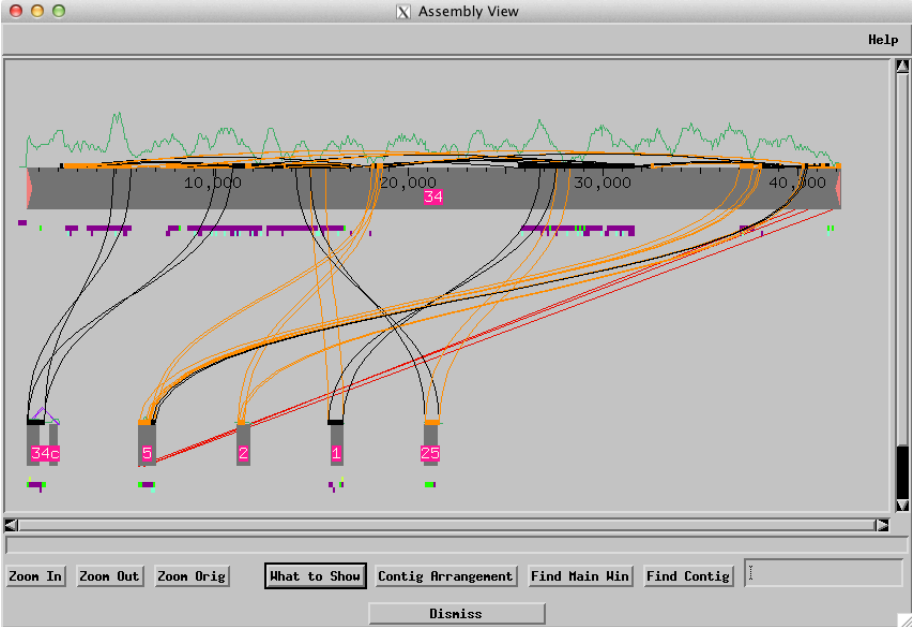 Assembly View
Help
10,000 20,000 30,000 40,000
34
34c 5 2 1 25
Zoom In Zoom Out Zoom Orig What to Show Contig Arrangement Find Main Win Find Contig
Dismiss